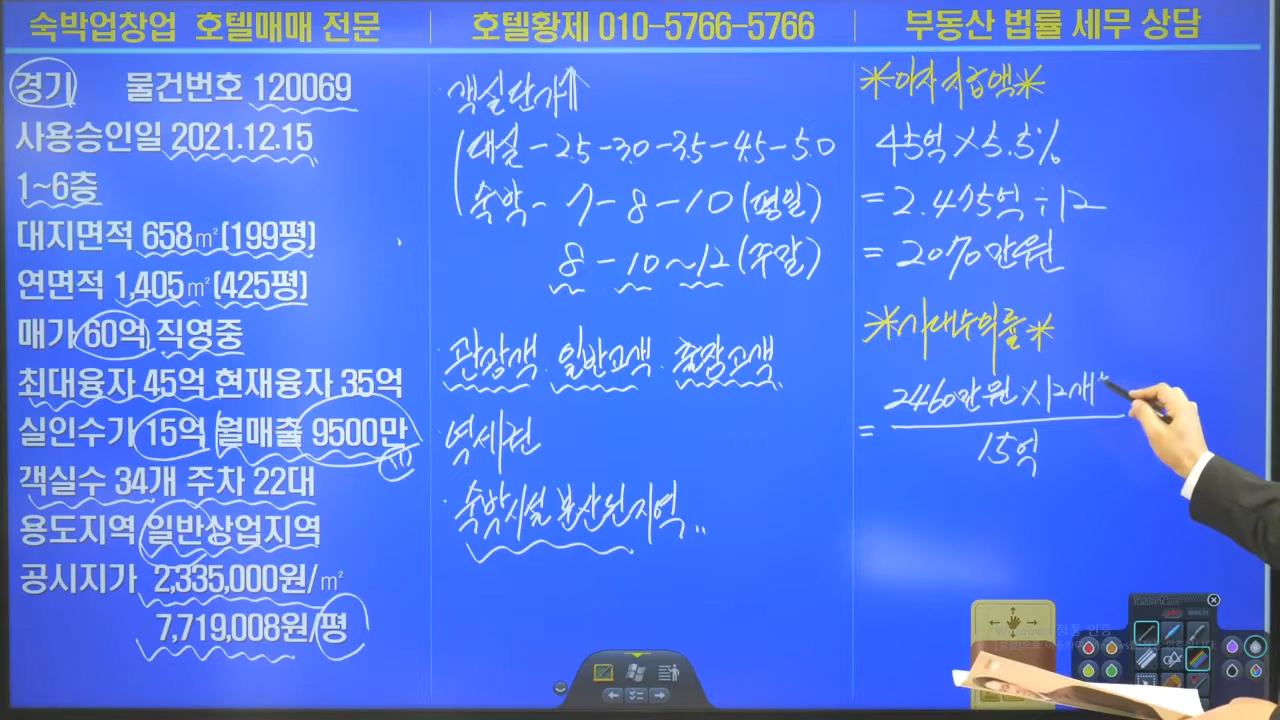 숙박업창업 호텔매매 전문
호텔황제 010-5766-5766
부동산 법률 세무 상담
경기 물건번호 120069
사용승인일 2021.12.15
1~6층
대지면적 658㎡(199평)
연면적 1,405㎡(425평)
매가 60억 직영중
최대융자 45억 현재융자 35억
실인수가 15억 월매출 9500만
객실수 34개 주차 22대
용도지역 일반상업지역
공시지가 2,335,000원/㎡
7,719,008원/평
객실단가
대실 - 2.5 - 3.0 - 3.5 - 4.5 - 5.0
숙박 - 7 - 8 - 10 (평일)
8 - 10 ~ 12 (주말)
관광객, 일반고객, 출장고객
역세권
숙박시설 분산된 지역..
*이자지급액*
45억 × 5.5%
= 2.475억 ÷ 12
= 2070만원
*기대수익률*
2460만원 × 12개
= 15억
MULTI
Windows 정품 인증